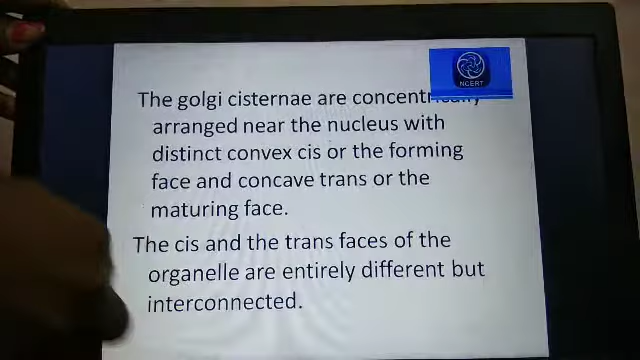 NCERT
The golgi cisternae are concentrically
arranged near the nucleus with
distinct convex cis or the forming
face and concave trans or the
maturing face.
The cis and the trans faces of the
organelle are entirely different but
interconnected.